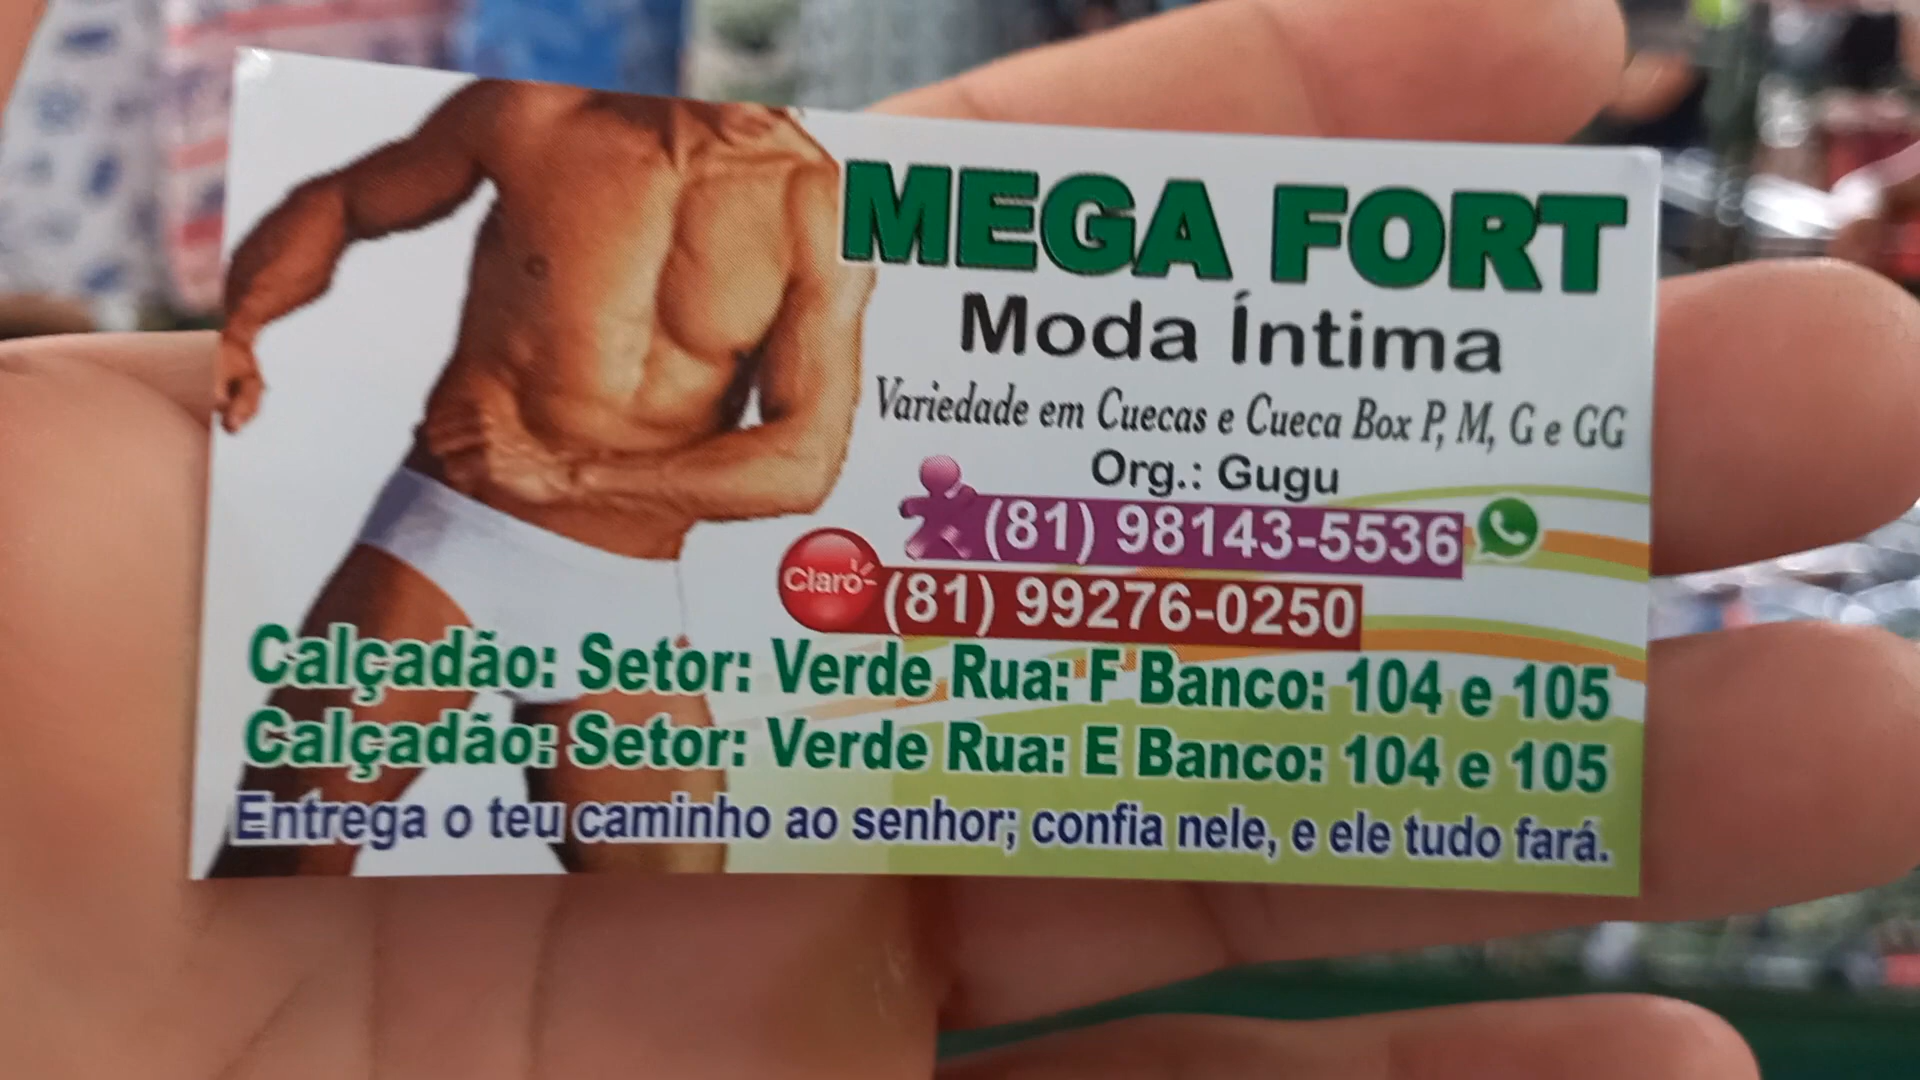 MEGA FORT
Moda Íntima
Variedade em Cuecas e Cueca Box P, M, G e GG
Org.: Gugu
(81) 98143-5536
Claro (81) 99276-0250
Calçadão: Setor: Verde Rua: F Banco: 104 e 105
Calçadão: Setor: Verde Rua: E Banco: 104 e 105
Entrega o teu caminho ao senhor; confia nele, e ele tudo fará.